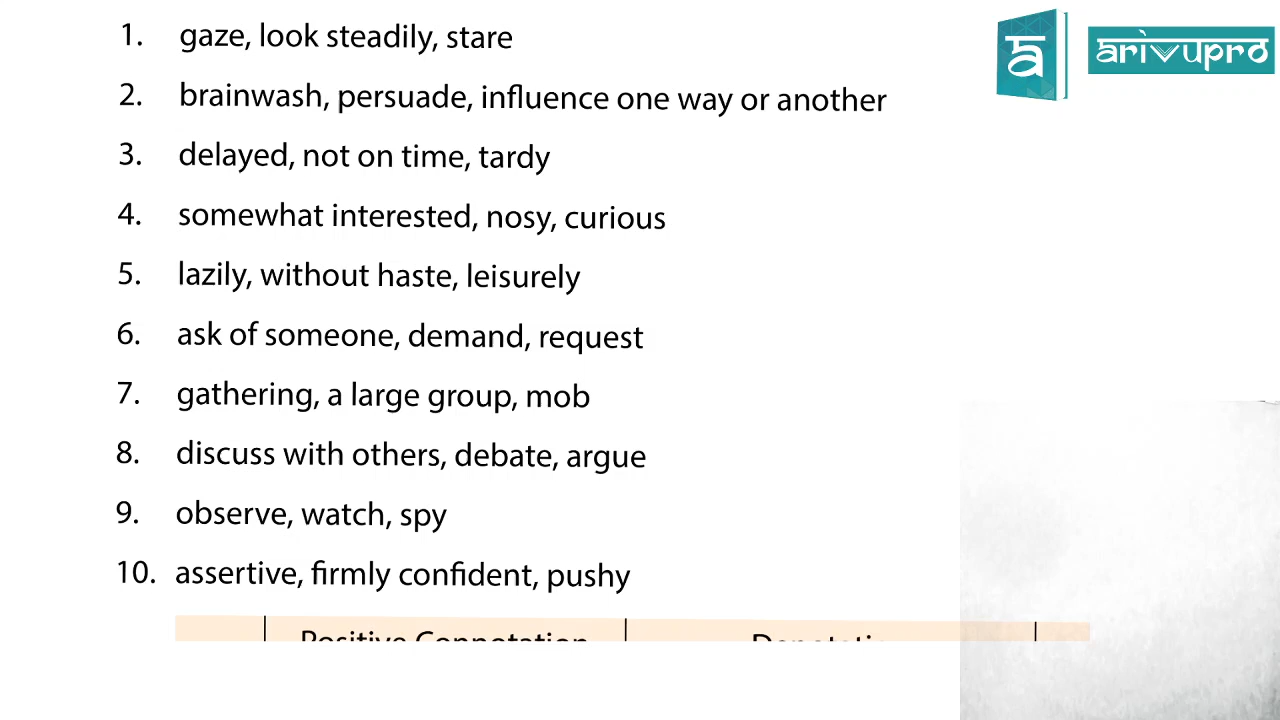 1. gaze, look steadily, stare
ā arivupro
2. brainwash, persuade, influence one way or another
3. delayed, not on time, tardy
4. somewhat interested, nosy, curious
5. lazily, without haste, leisurely
6. ask of someone, demand, request
7. gathering, a large group, mob
8. discuss with others, debate, argue
9. observe, watch, spy
10. assertive, firmly confident, pushy
Positive Connotation